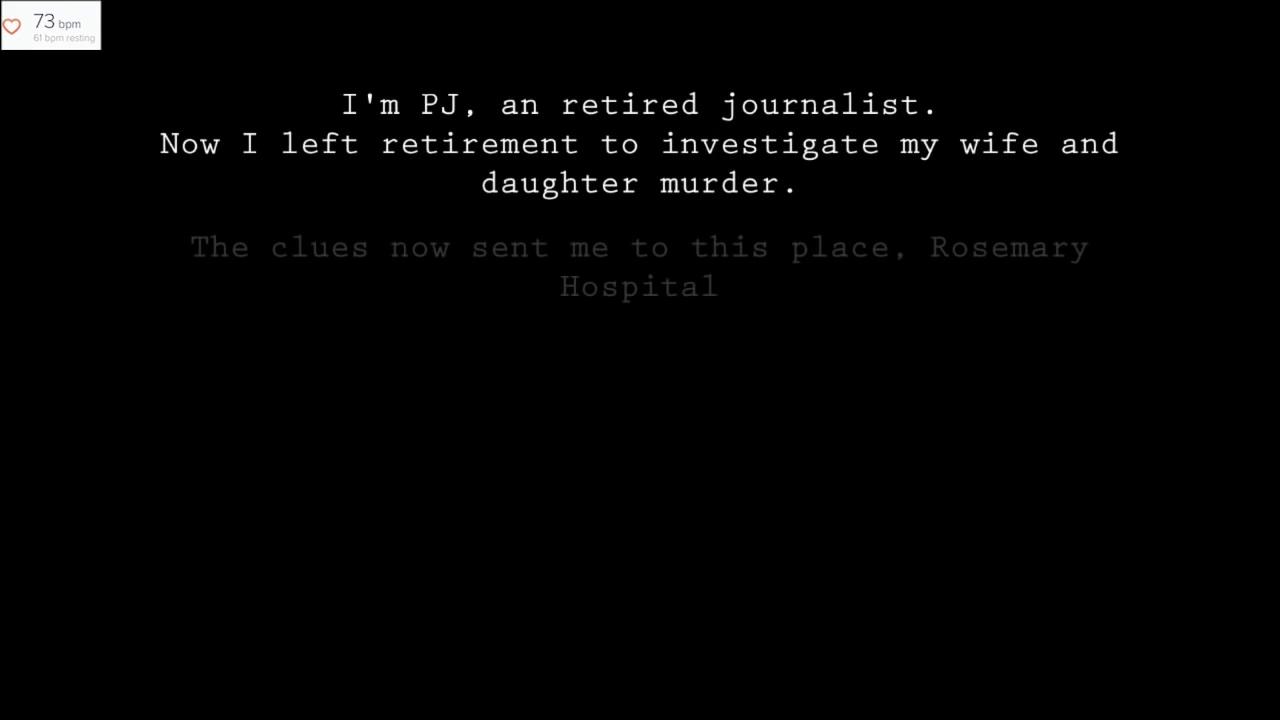 73 bpm
61 bpm resting
I'm PJ, an retired journalist.
Now I left retirement to investigate my wife and
daughter murder.
The clues now sent me to this place, Rosemary
Hospital